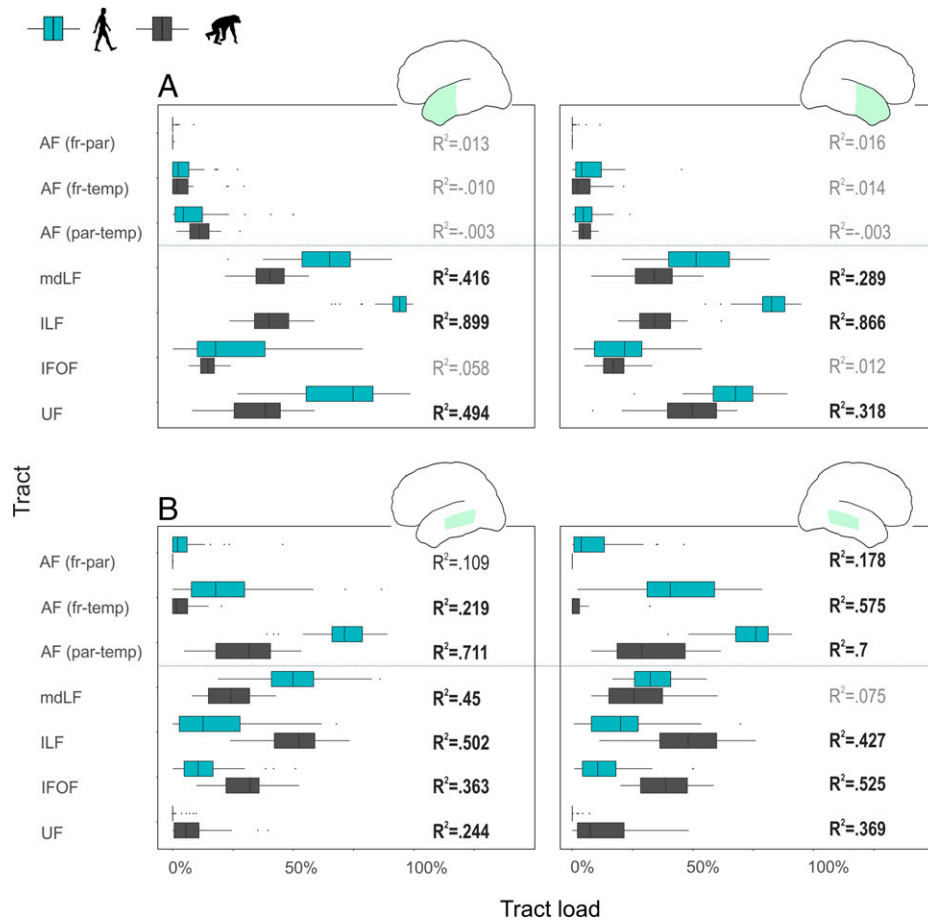 A
AF (fr-par) R²=.013 R²=.016
AF (fr-temp) R²=-.010 R²=.014
AF (par-temp) R²=-.003 R²=-.003
mdLF R²=.416 R²=.289
ILF R²=.899 R²=.866
IFOF R²=.058 R²=.012
UF R²=.494 R²=.318
Tract
B
AF (fr-par) R²=.109 R²=.178
AF (fr-temp) R²=.219 R²=.575
AF (par-temp) R²=.711 R²=.7
mdLF R²=.45 R²=.075
ILF R²=.502 R²=.427
IFOF R²=.363 R²=.525
UF R²=.244 R²=.369
0% 50% 100% 0% 50% 100%
Tract load